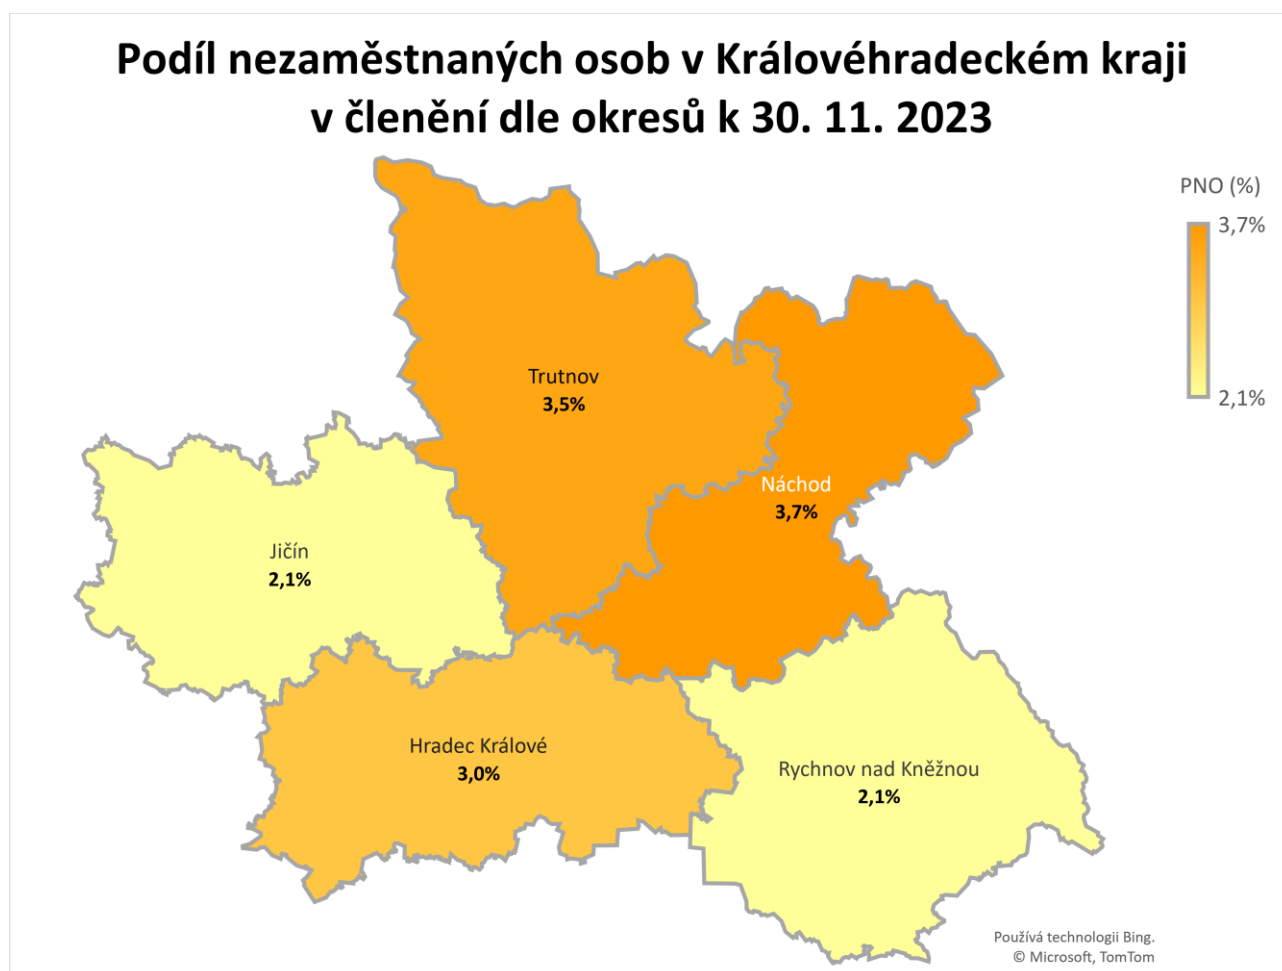 Podíl nezaměstnaných osob v Královéhradeckém kraji
v členění dle okresů k 30. 11. 2023
PNO (%)
3,7%
2,1%
Trutnov
3,5%
Náchod
3,7%
Jičín
2,1%
Hradec Králové
3,0%
Rychnov nad Kněžnou
2,1%
Používá technologii Bing.
© Microsoft, TomTom